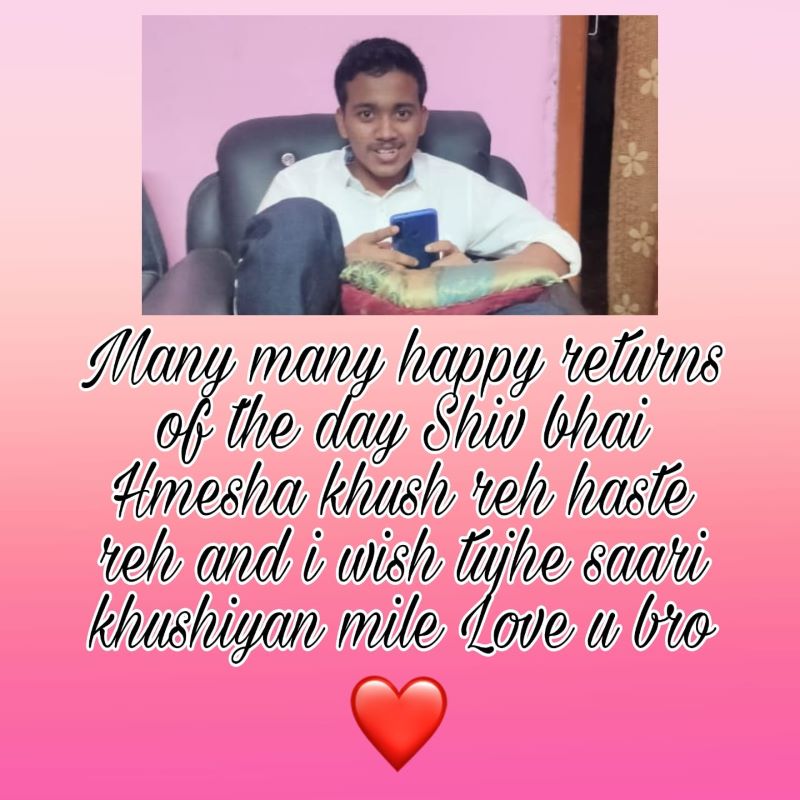 Many many happy returns
of the day Shiv bhai
Hmesha khush reh haste
reh and i wish tujhe saari
khushiyan mile Love u bro